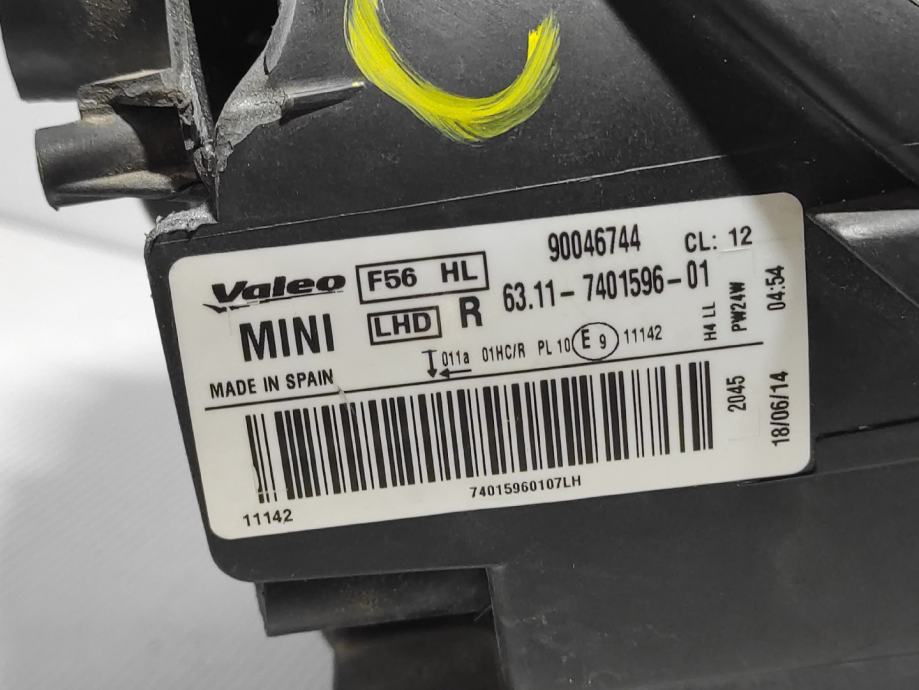 90046744 CL: 12
Valeo F56 HL 63.11-7401596-01
MINI LHD R
011a 01HC/R PL 10 E 9 11142
H4 LL
PW24W
04:54
MADE IN SPAIN
2045
18/06/14
74015960107LH
11142